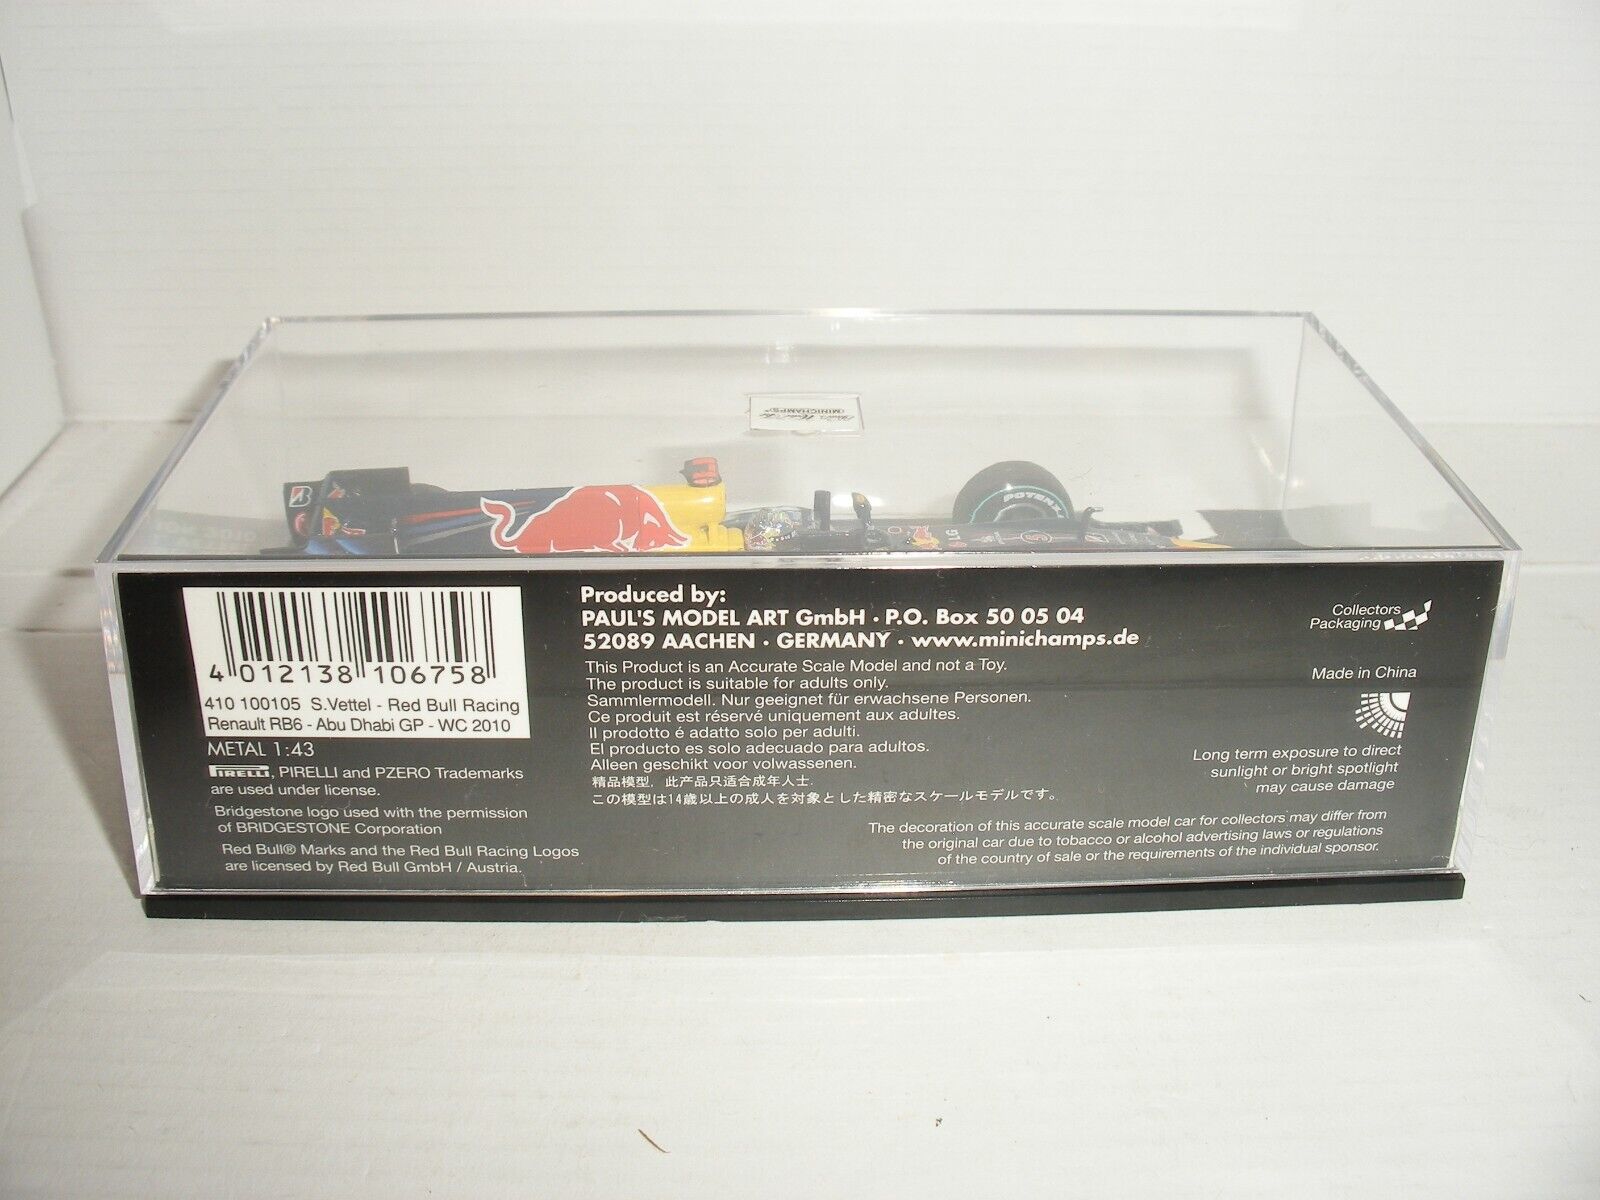 MINICHAMPS
POTENZA
LG
5
4 012138 106758
410 100105 S.Vettel - Red Bull Racing
Renault RB6 - Abu Dhabi GP - WC 2010
METAL 1:43
PIRELLI, PIRELLI and PZERO Trademarks
are used under license.
Bridgestone logo used with the permission
of BRIDGESTONE Corporation
Red Bull® Marks and the Red Bull Racing Logos
are licensed by Red Bull GmbH / Austria.
Produced by:
PAUL'S MODEL ART GmbH · P.O. Box 50 05 04
52089 AACHEN · GERMANY · www.minichamps.de
This Product is an Accurate Scale Model and not a Toy.
The product is suitable for adults only.
Sammlermodell. Nur geeignet für erwachsene Personen.
Ce produit est réservé uniquement aux adultes.
Il prodotto é adatto solo per adulti.
El producto es solo adecuado para adultos.
Alleen geschikt voor volwassenen.
精品模型，此产品只适合成年人士.
この模型は14歳以上の成人を対象とした精密なスケールモデルです。
Collectors
Packaging
Made in China
Long term exposure to direct
sunlight or bright spotlight
may cause damage
The decoration of this accurate scale model car for collectors may differ from
the original car due to tobacco or alcohol advertising laws or regulations
of the country of sale or the requirements of the individual sponsor.